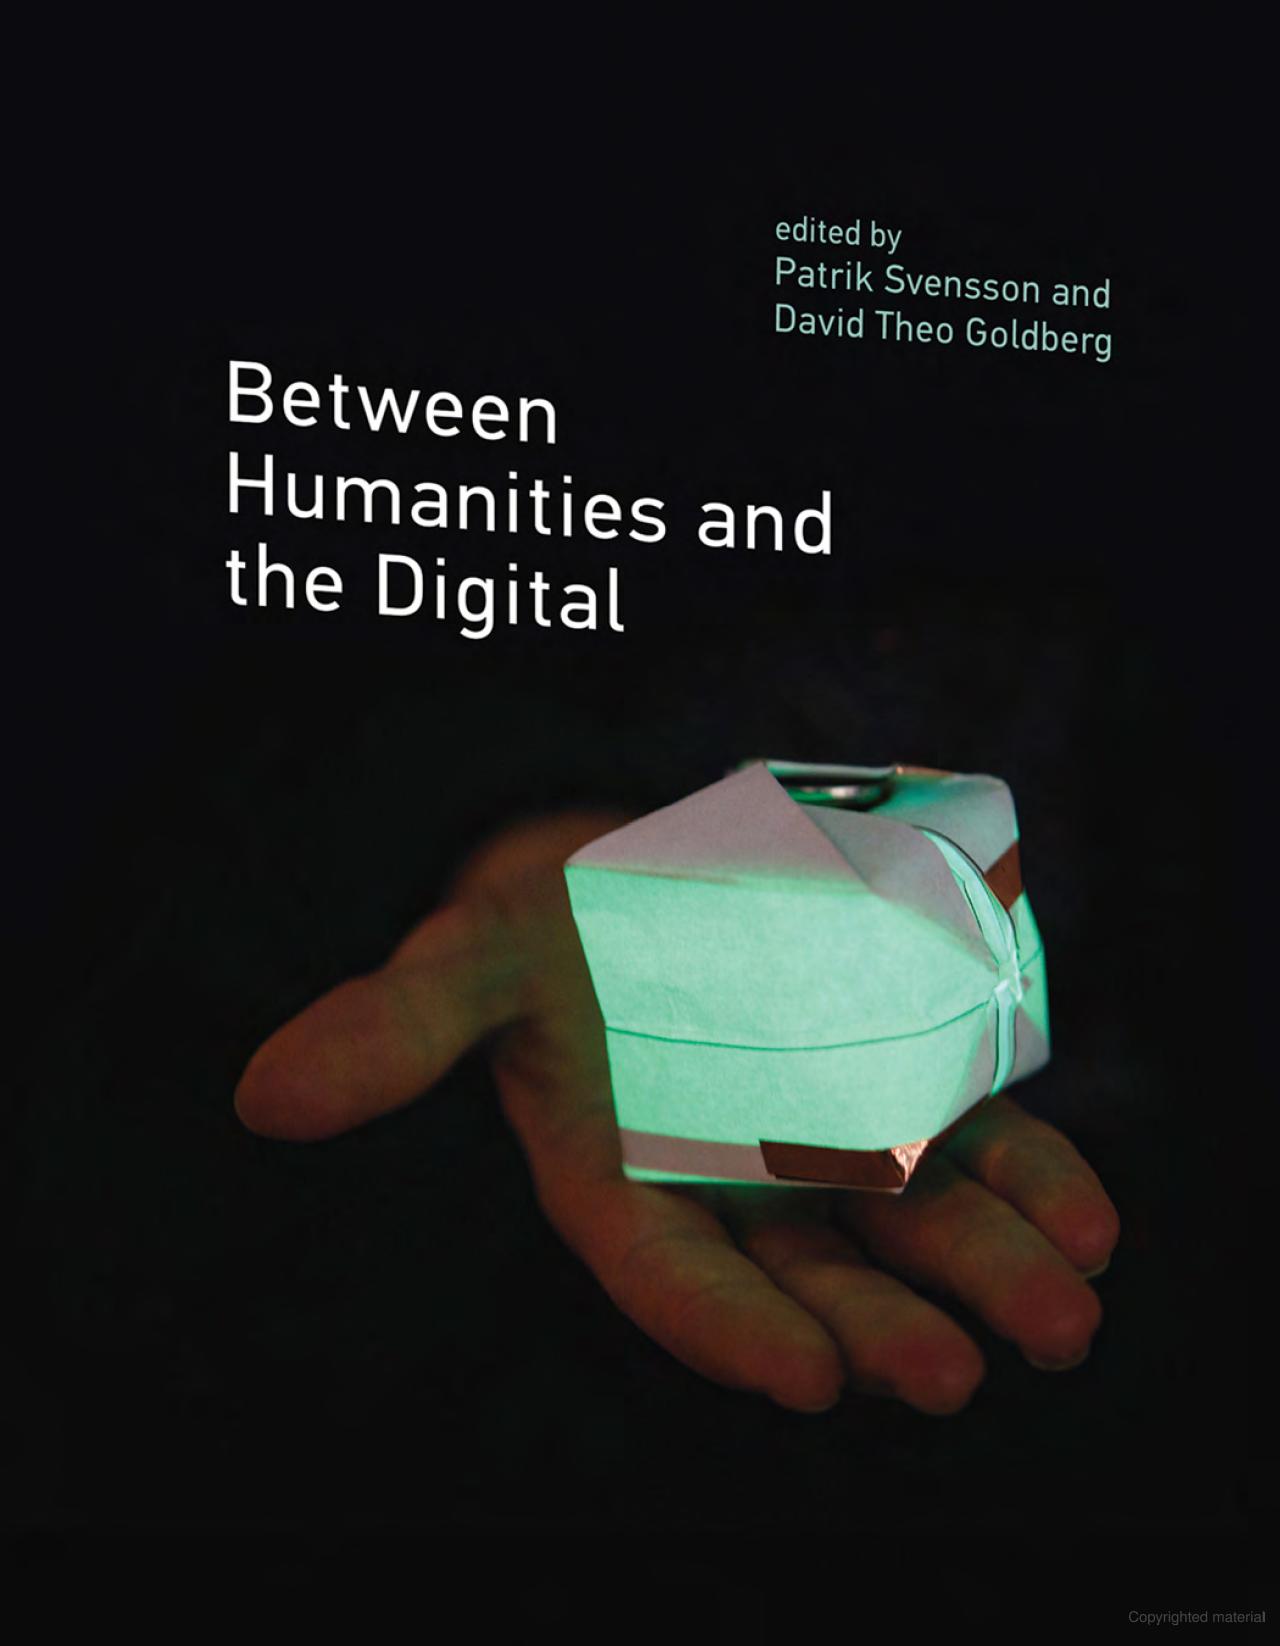 edited by
Patrik Svensson and
David Theo Goldberg
Between
Humanities and
the Digital
Copyrighted material